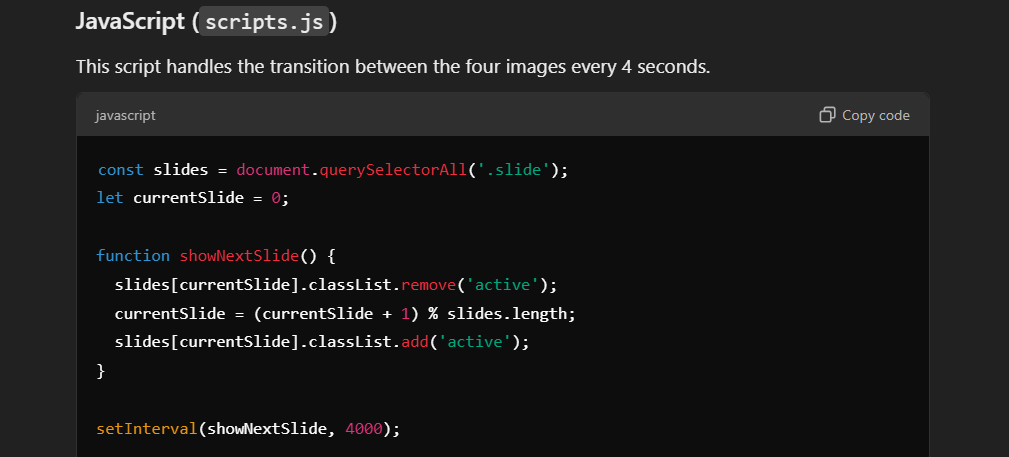 JavaScript (scripts.js)
This script handles the transition between the four images every 4 seconds.
javascript
Copy code
const slides = document.querySelectorAll('.slide');
let currentSlide = 0;
function showNextSlide() {
  slides[currentSlide].classList.remove('active');
  currentSlide = (currentSlide + 1) % slides.length;
  slides[currentSlide].classList.add('active');
}
setInterval(showNextSlide, 4000);